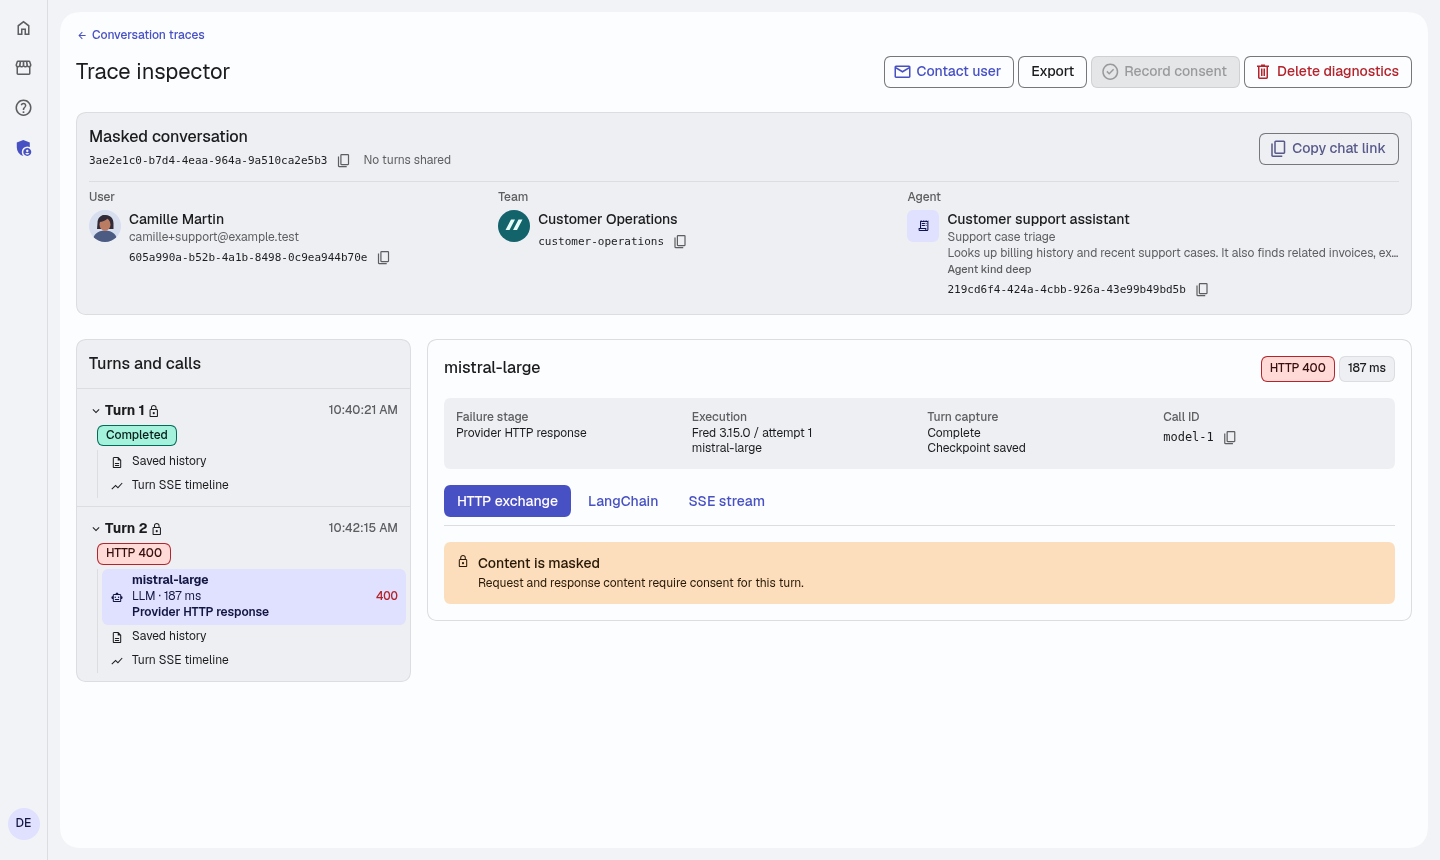 ← Conversation traces
Trace inspector
Contact user
Export
Record consent
Delete diagnostics
Masked conversation
3ae2e1c0-b7d4-4eaa-964a-9a510ca2e5b3
No turns shared
Copy chat link
User
Camille Martin
camille+support@example.test
605a990a-b52b-4a1b-8498-0c9ea944b70e
Team
Customer Operations
customer-operations
Agent
Customer support assistant
Support case triage
Looks up billing history and recent support cases. It also finds related invoices, ex…
Agent kind deep
219cd6f4-424a-4cbb-926a-43e99b49bd5b
Turns and calls
Turn 1
10:40:21 AM
Completed
Saved history
Turn SSE timeline
Turn 2
10:42:15 AM
HTTP 400
mistral-large
LLM · 187 ms
400
Provider HTTP response
Saved history
Turn SSE timeline
mistral-large
HTTP 400
187 ms
Failure stage
Provider HTTP response
Execution
Fred 3.15.0 / attempt 1
mistral-large
Turn capture
Complete
Checkpoint saved
Call ID
model-1
HTTP exchange
LangChain
SSE stream
Content is masked
Request and response content require consent for this turn.
DE